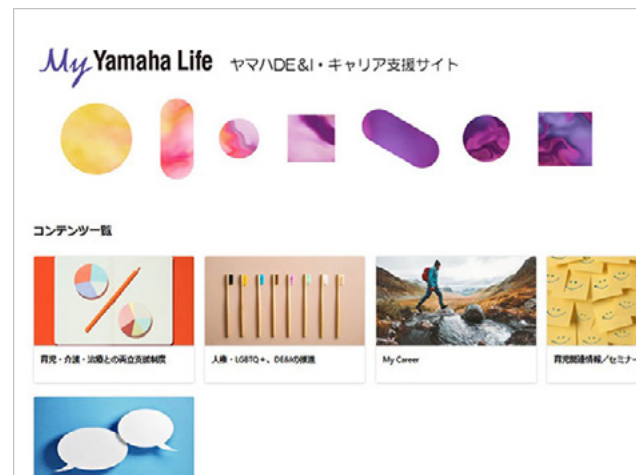 My Yamaha Life ヤマハDE&I・キャリア支援サイト
コンテンツ一覧
育児・介護・治療との両立支援制度
人権・LGBTQ+、DE&Iの推進
My Career
育児関連情報/セミナー